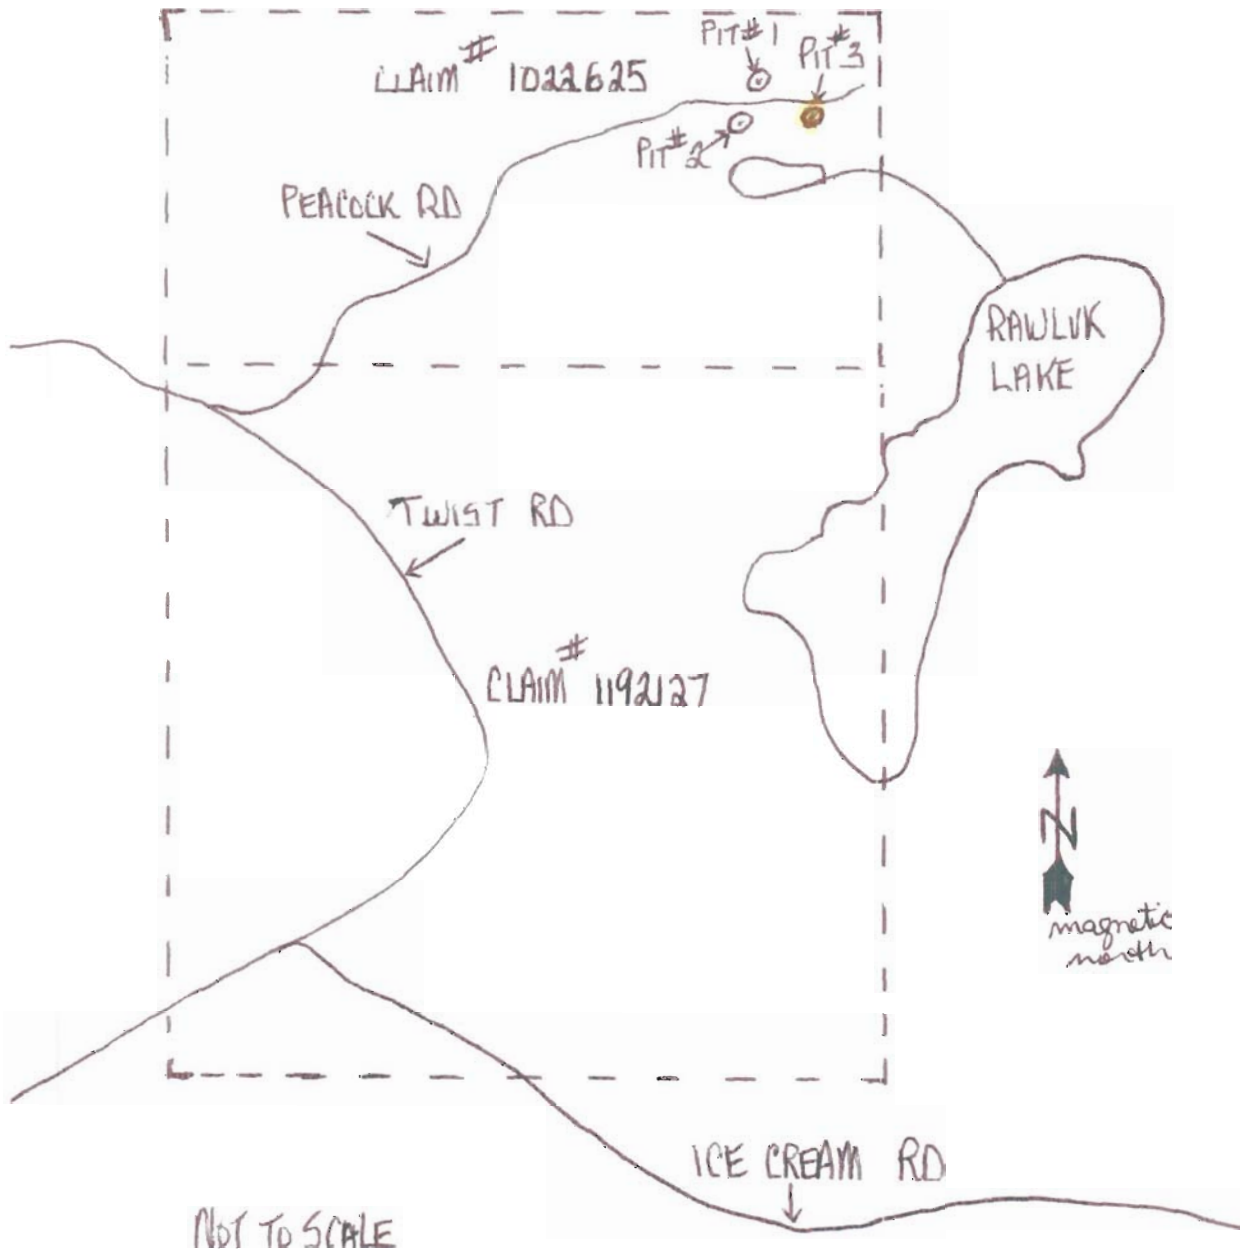 PIT#1
PIT#3
CLAIM# 1022625
PIT#2
PEACOCK RD
RAWLUK
LAKE
TWIST RD
CLAIM# 1192127
N
magnetic
north
ICE CREAM RD
NOT TO SCALE